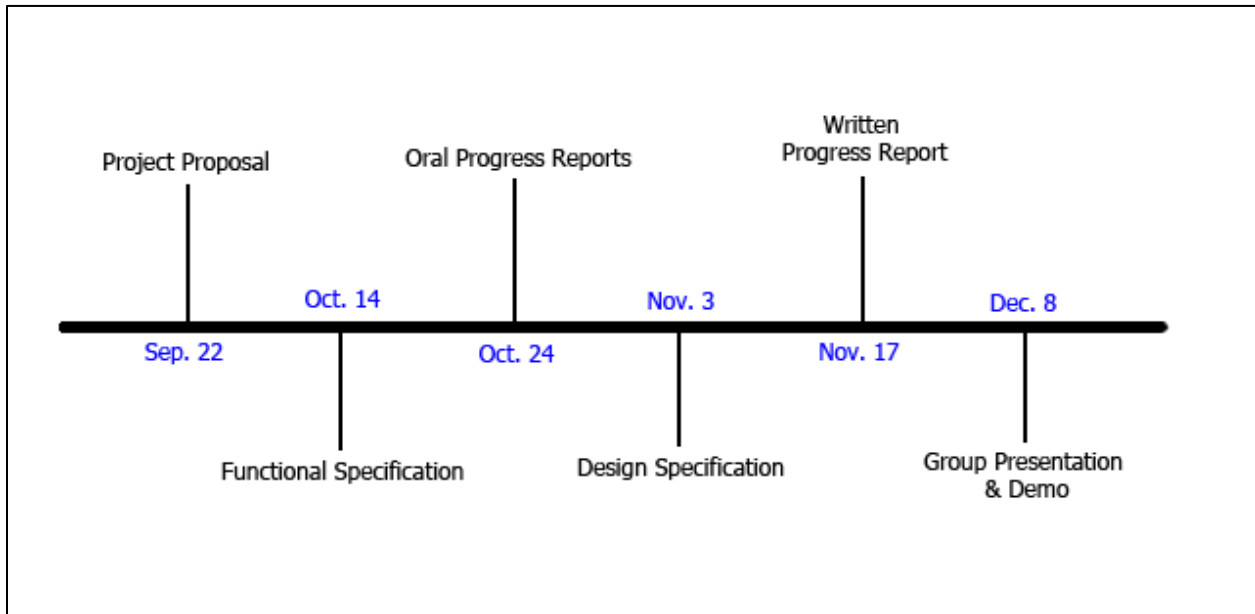 Written
Progress Report
Project Proposal
Oral Progress Reports
Oct. 14
Nov. 3
Dec. 8
Sep. 22
Oct. 24
Nov. 17
Functional Specification
Design Specification
Group Presentation
& Demo